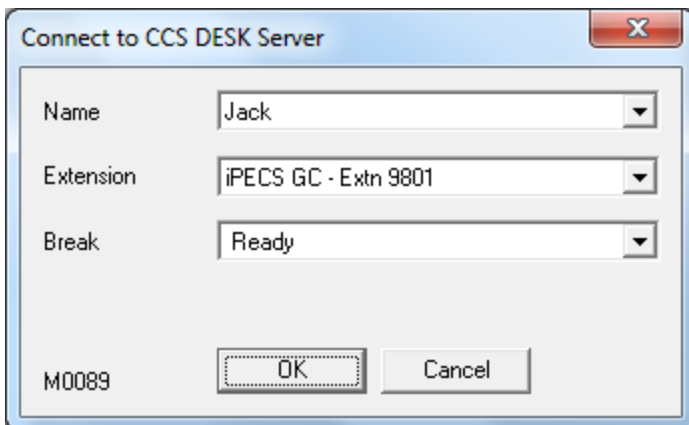 Connect to CCS DESK Server
Name Jack
Extension iPECS GC - Extn 9801
Break Ready
M0089 OK Cancel